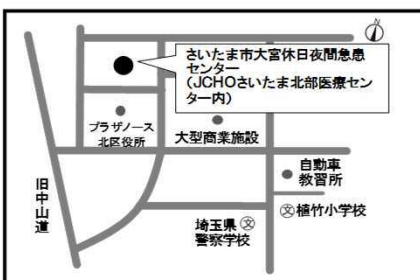 さいたま市大宮休日夜間急患
センター
(JCHOさいたま北部医療セン
ター内)
プラザノース
北区役所
大型商業施設
自動車
教習所
旧中山道
文植竹小学校
埼玉県文
警察学校